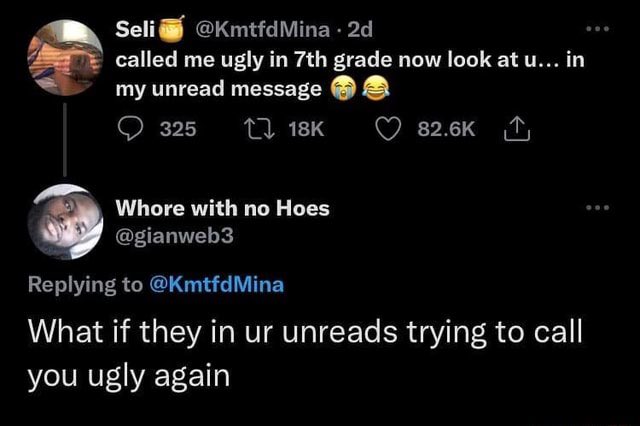 Seli🍯 @KmtfdMina · 2d
called me ugly in 7th grade now look at u... in
my unread message 😭😂
325 18K 82.6K
Whore with no Hoes
@gianweb3
Replying to @KmtfdMina
What if they in ur unreads trying to call
you ugly again